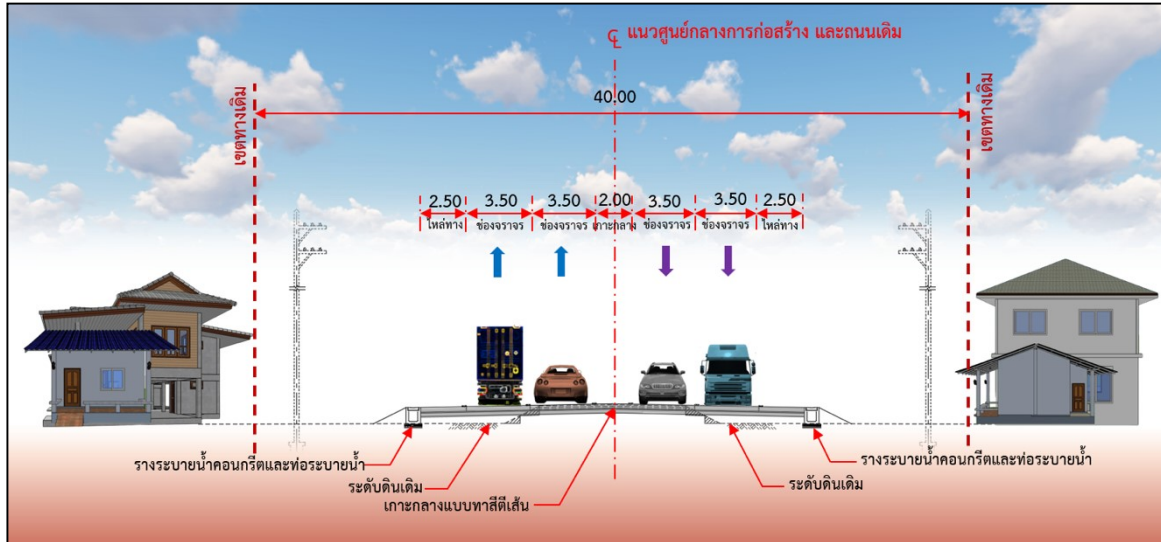 ℄ แนวศูนย์กลางการก่อสร้าง และถนนเดิม
40.00
เขตทางเดิม
เขตทางเดิม
2.50 3.50 3.50 2.00 3.50 3.50 2.50
ไหล่ทาง ช่องจราจร ช่องจราจร เกาะกลาง ช่องจราจร ช่องจราจร ไหล่ทาง
รางระบายน้ำคอนกรีตและท่อระบายน้ำ
รางระบายน้ำคอนกรีตและท่อระบายน้ำ
ระดับดินเดิม
ระดับดินเดิม
เกาะกลางแบบทาสีตีเส้น